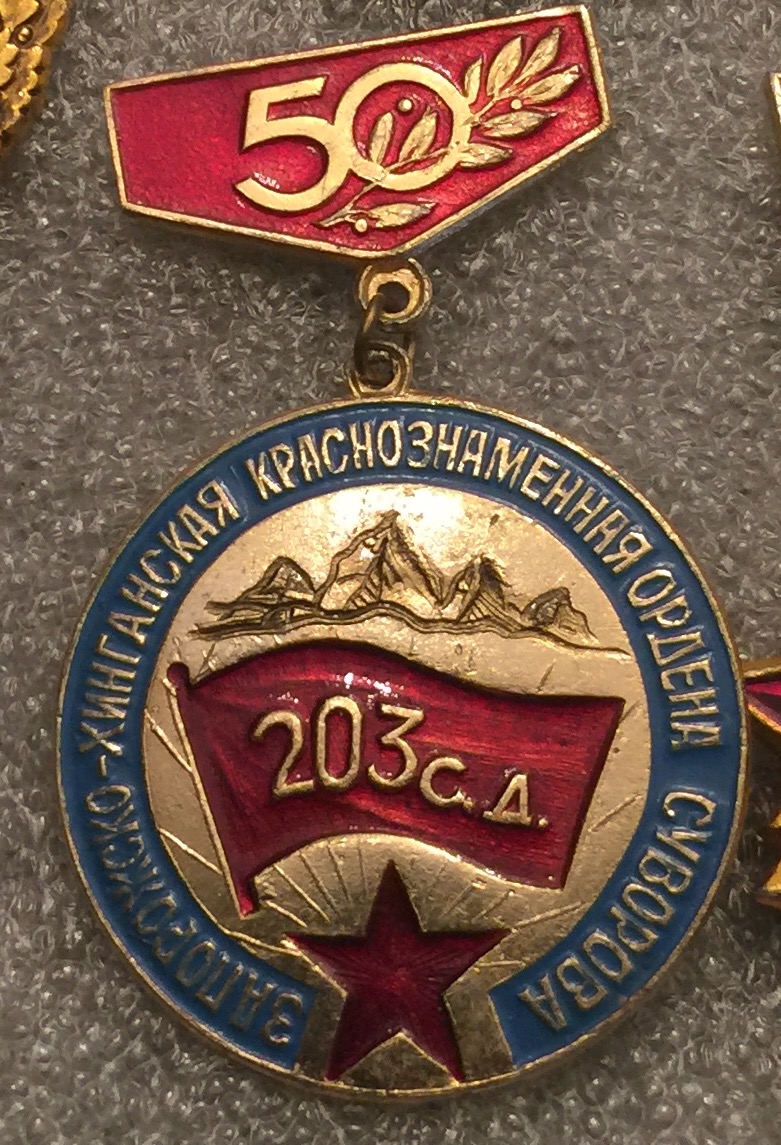 50
ЗАПОРОЖСКО-ХИНГАНСКАЯ КРАСНОЗНАМЕННАЯ ОРДЕНА СУВОРОВА
203 с.д.